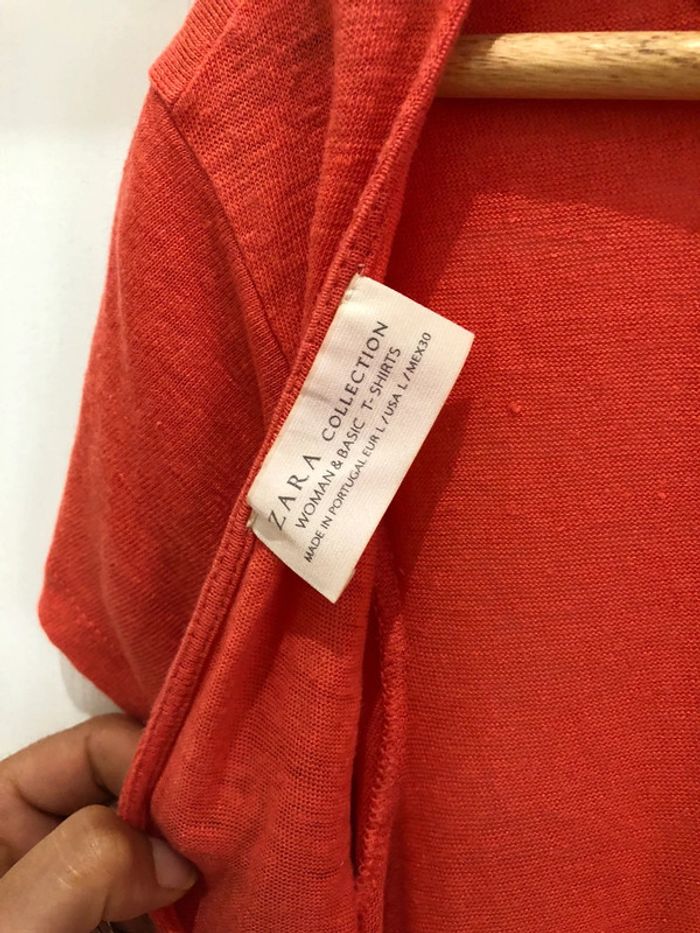 ZARA COLLECTION
WOMAN & BASIC T-SHIRTS
MADE IN PORTUGAL EUR L / USA L / MEX30